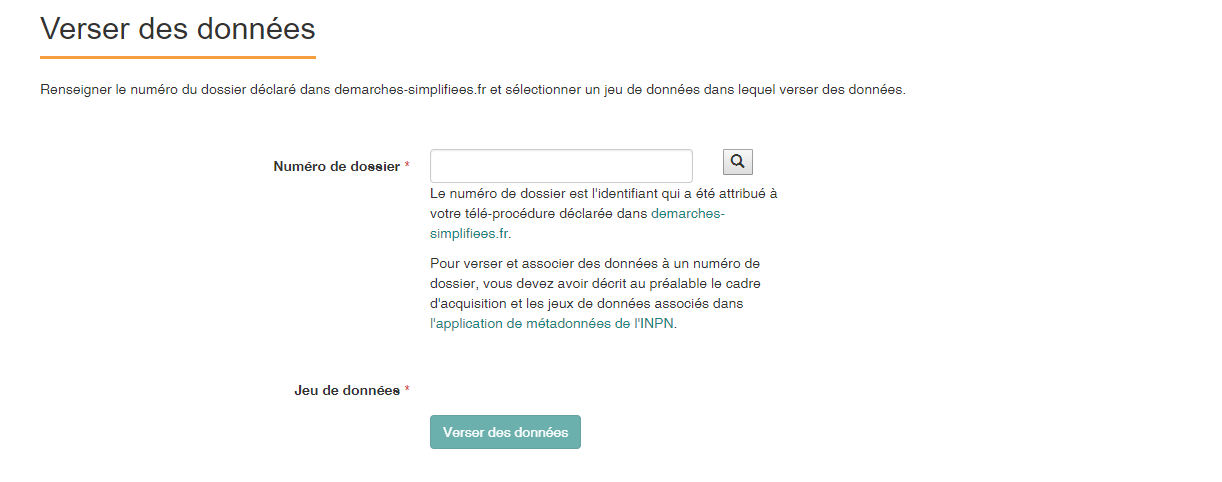 Verser des données
Renseigner le numéro du dossier déclaré dans demarches-simplifiees.fr et sélectionner un jeu de données dans lequel verser des données.
Numéro de dossier *
Le numéro de dossier est l'identifiant qui a été attribué à
votre télé-procédure déclarée dans demarches-
simplifiees.fr.
Pour verser et associer des données à un numéro de
dossier, vous devez avoir décrit au préalable le cadre
d'acquisition et les jeux de données associés dans
l'application de métadonnées de l'INPN.
Jeu de données *
Verser des données